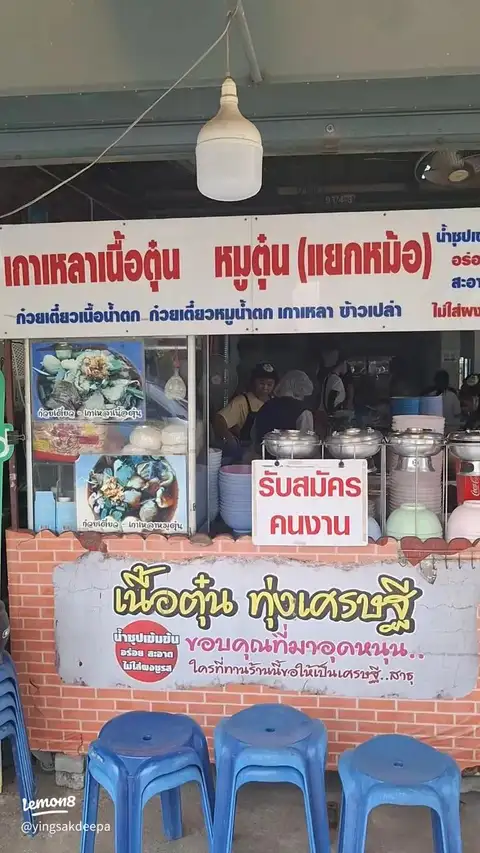 เกาเหลาเนื้อตุ๋น หมูตุ๋น (แยกหม้อ)
ก๋วยเตี๋ยวเนื้อน้ำตก ก๋วยเตี๋ยวหมูน้ำตก เกาเหลา ข้าวเปล่า
น้ำซุปเข้
อร่อ
สะอา
ไม่ใส่ผง
ก๋วยเตี๋ยว - เกาเหลาเนื้อตุ๋น
ก๋วยเตี๋ยว - เกาเหลาหมูตุ๋น
รับสมัคร
คนงาน
เนื้อตุ๋น ทุ่งเศรษฐี
น้ำซุปเข้มข้น
อร่อย สะอาด
ไม่ใส่ผงชูรส
ขอบคุณที่มาอุดหนุน..
ใครที่ทานร้านนี้ขอให้เป็นเศรษฐี..สาธุ
lemon8
@yingsakdeepa